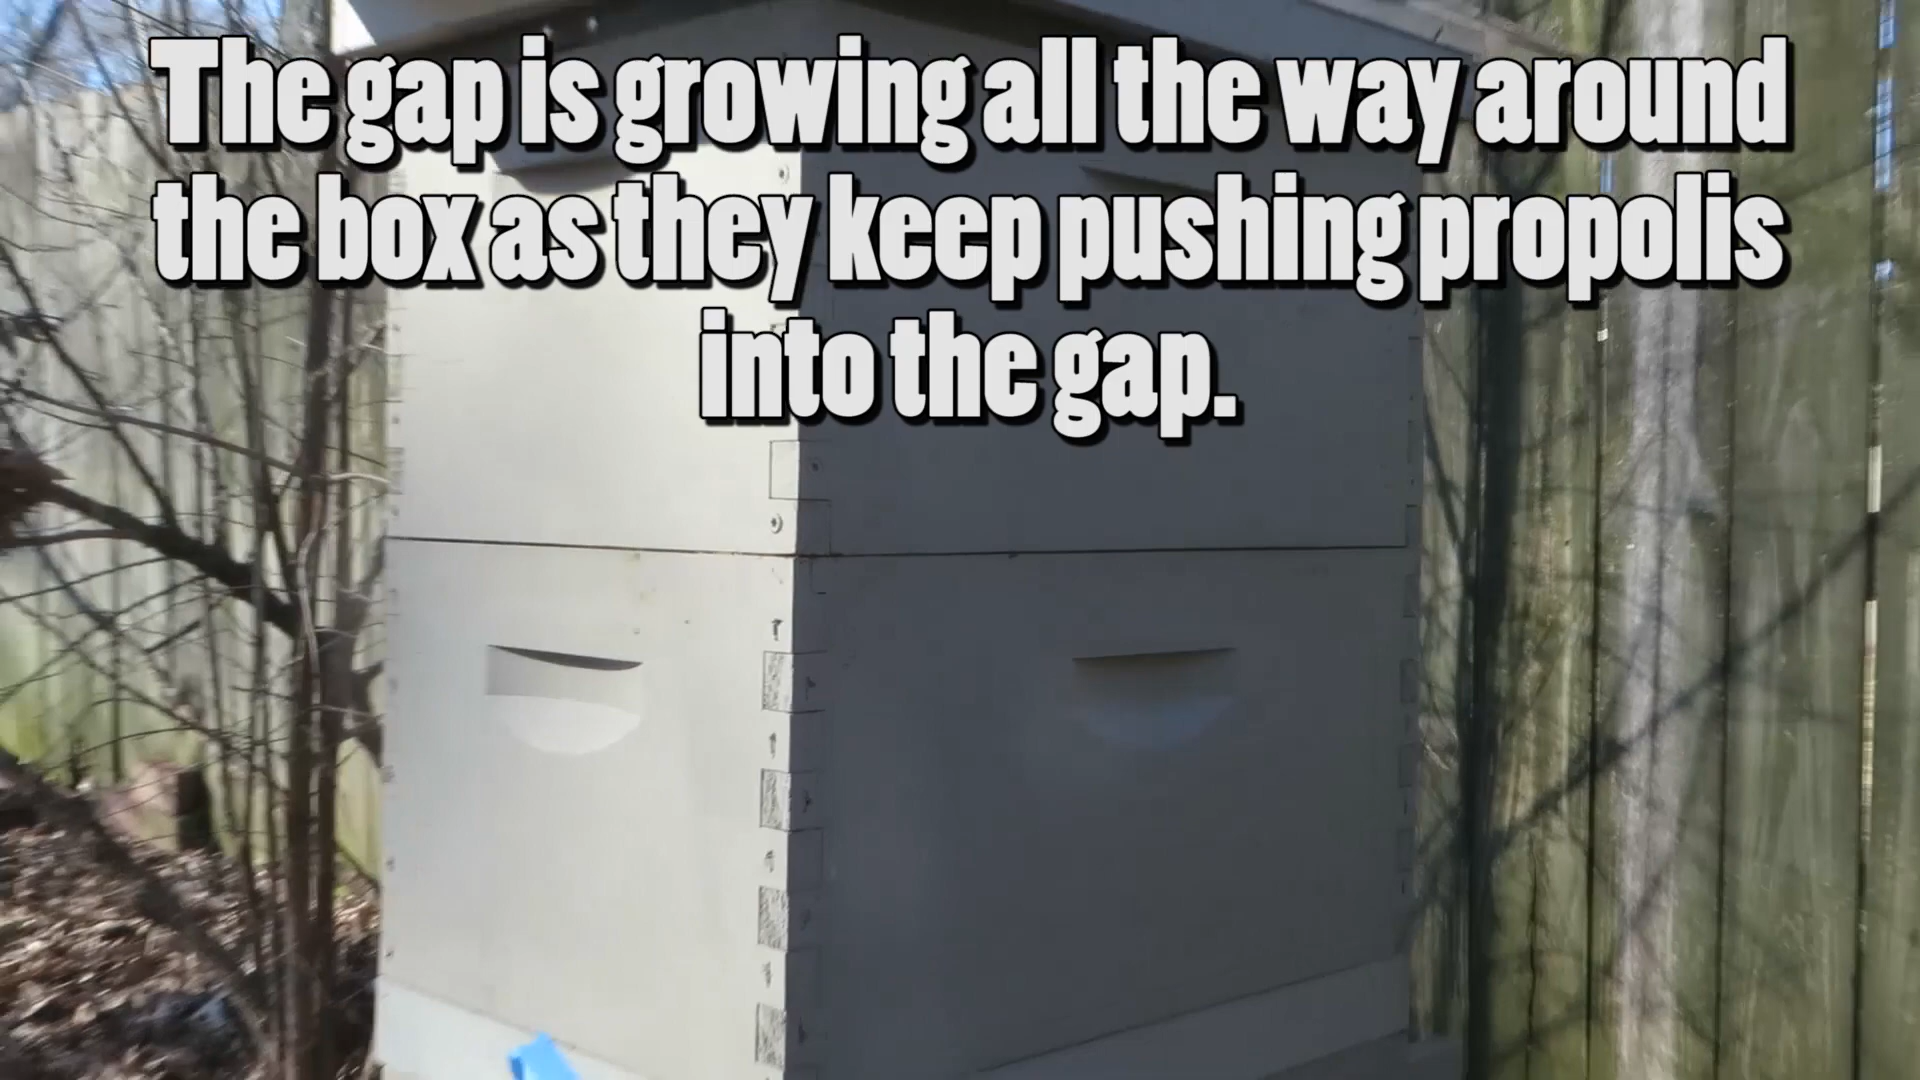 The gap is growing all the way around
the box as they keep pushing propolis
into the gap.